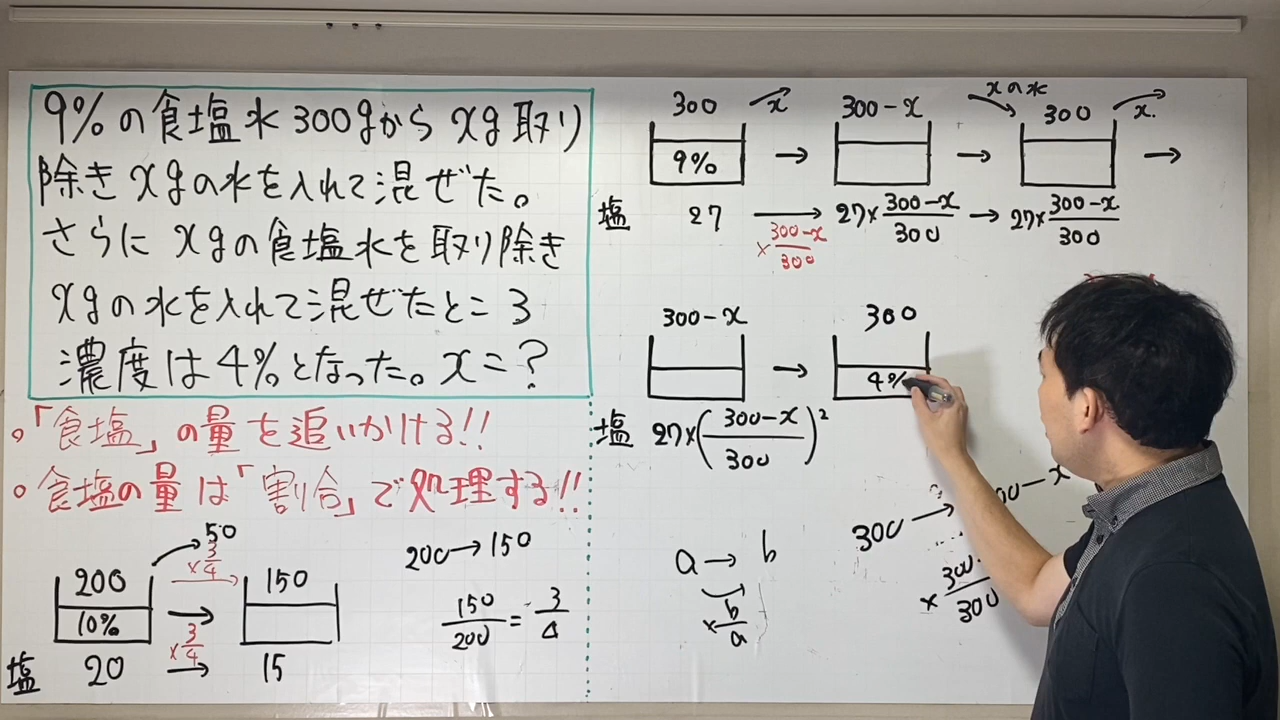 9%の食塩水300gからxg取り
除きxgの水を入れて混ぜた。
さらにxgの食塩水を取り除き
xgの水を入れて混ぜたところ
濃度は4%となった。x=?
。「食塩」の量を追いかける!!
。食塩の量は「割合」で処理する!!
50
×3/4
200 150
10%
×3/4
塩 20 → 15
200→150
150/200=3/4
xの水
300 x 300-x 300 x.
9% → → →
塩 27 → 27×(300-x)/300 → 27×(300-x)/300
×(300-x)/300
300-x 300
→ 4%
塩 27×((300-x)/300)²
a→b
×b/a
300→